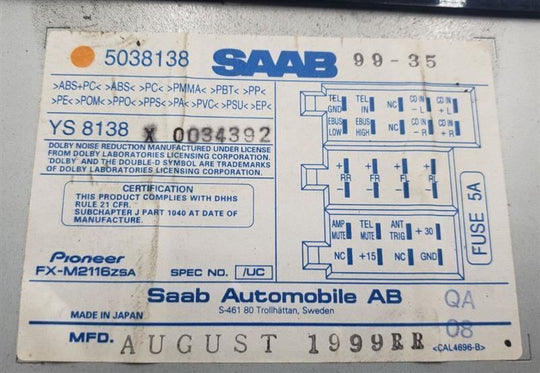 5038138 SAAB 99-35
>ABS+PC< >ABS< >PC< >PMMA< >PBT< >PP<
>PE< >POM< >PPO< >PPS< >PA< >PVC< >PSU< >EP<
YS 8138 X 0034392
DOLBY NOISE REDUCTION MANUFACTURED UNDER LICENSE
FROM DOLBY LABORATORIES LICENSING CORPORATION.
"DOLBY" AND THE DOUBLE-D SYMBOL ARE TRADEMARKS
OF DOLBY LABORATORIES LICENSING CORPORATION.
CERTIFICATION
THIS PRODUCT COMPLIES WITH DHHS
RULE 21 CFR.
SUBCHAPTER J PART 1040 AT DATE OF
MANUFACTURE.
TEL GND TEL IN NC CD IN - L CD IN + L
EBUS LOW EBUS HIGH NC CD IN - R CD IN + R
+ + + +
RR FR FL RL
- - - -
AMP MUTE TEL MUTE ANT TRIG +30
NC +15 NC GND
FUSE 5A
Pioneer
FX-M2116ZSA SPEC NO. /UC
Saab Automobile AB
S-461 80 Trollhättan, Sweden
QA
08
MADE IN JAPAN
MFD. AUGUST 1999RR
<CAL4696-B>